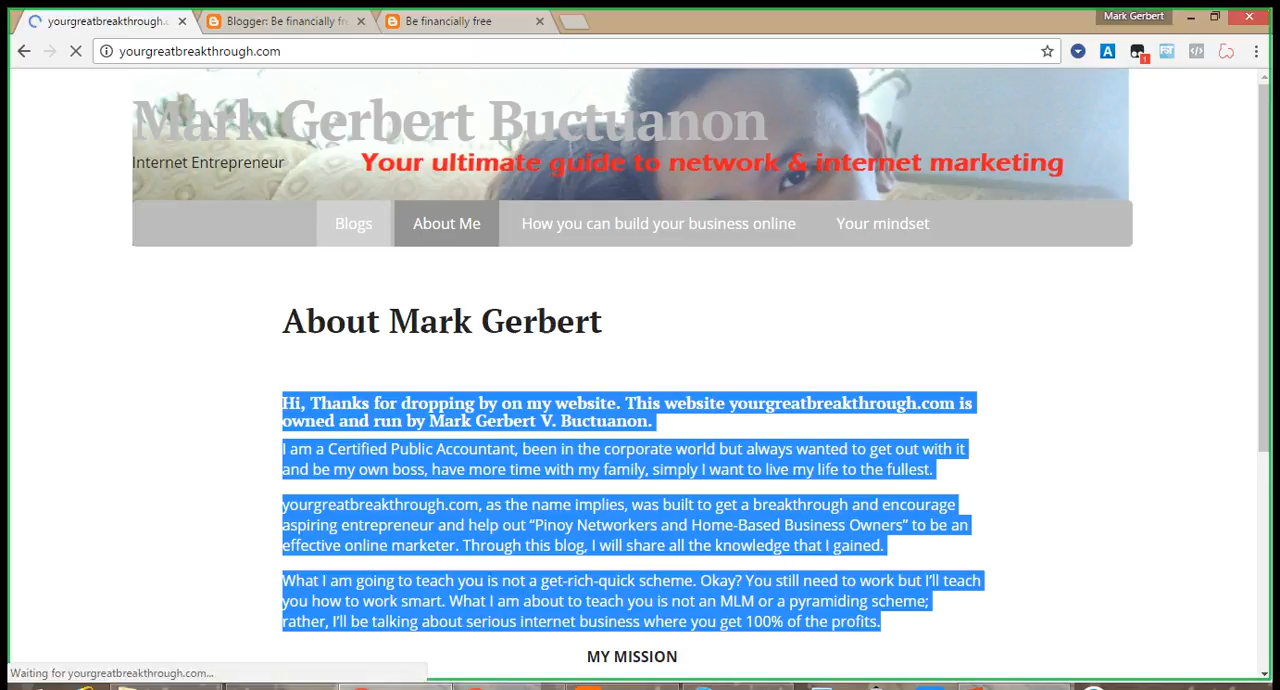 yourgreatbreakthrough.c
Blogger: Be financially fr
Be financially free
Mark Gerbert
yourgreatbreakthrough.com
Mark Gerbert Buctuanon
Internet Entrepreneur
Your ultimate guide to network & internet marketing
Blogs
About Me
How you can build your business online
Your mindset
About Mark Gerbert
Hi, Thanks for dropping by on my website. This website yourgreatbreakthrough.com is
owned and run by Mark Gerbert V. Buctuanon.
I am a Certified Public Accountant, been in the corporate world but always wanted to get out with it
and be my own boss, have more time with my family, simply I want to live my life to the fullest.
yourgreatbreakthrough.com, as the name implies, was built to get a breakthrough and encourage
aspiring entrepreneur and help out “Pinoy Networkers and Home-Based Business Owners” to be an
effective online marketer. Through this blog, I will share all the knowledge that I gained.
What I am going to teach you is not a get-rich-quick scheme. Okay? You still need to work but I’ll teach
you how to work smart. What I am about to teach you is not an MLM or a pyramiding scheme;
rather, I’ll be talking about serious internet business where you get 100% of the profits.
MY MISSION
Waiting for yourgreatbreakthrough.com...